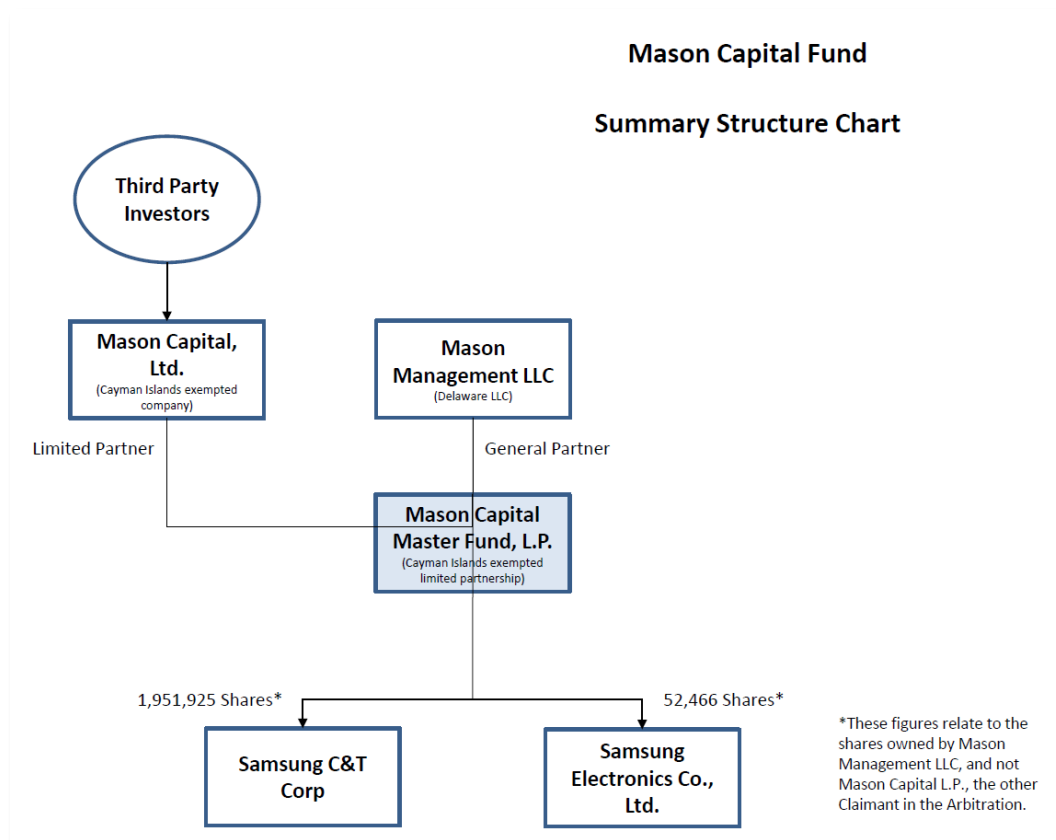 Mason Capital Fund
Summary Structure Chart
Third Party
Investors
Mason Capital,
Ltd.
(Cayman Islands exempted
company)
Mason
Management LLC
(Delaware LLC)
Limited Partner
General Partner
Mason Capital
Master Fund, L.P.
(Cayman Islands exempted
limited partnership)
1,951,925 Shares*
52,466 Shares*
Samsung C&T
Corp
Samsung
Electronics Co.,
Ltd.
*These figures relate to the
shares owned by Mason
Management LLC, and not
Mason Capital L.P., the other
Claimant in the Arbitration.